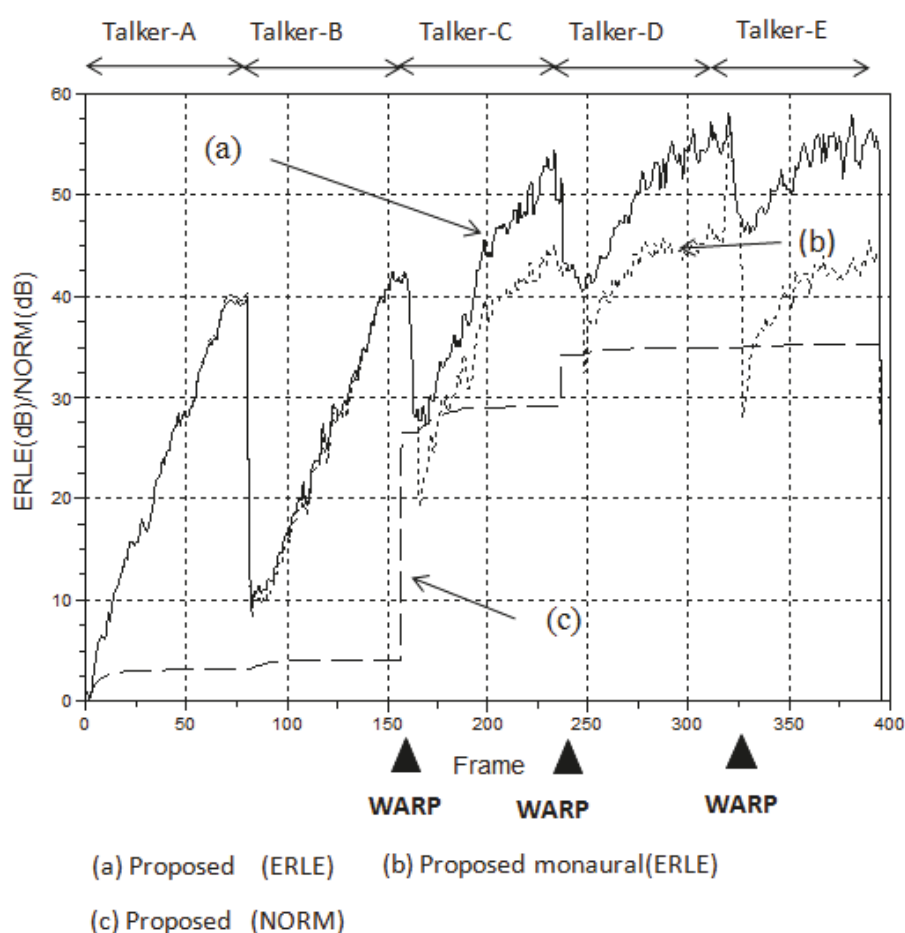 Talker-A Talker-B Talker-C Talker-D Talker-E
60
(a)
50
(b)
40
30
20
10
(c)
0
ERLE(dB)/NORM(dB)
0 50 100 150 200 250 300 350 400
Frame
WARP WARP WARP
(a) Proposed (ERLE) (b) Proposed monaural(ERLE)
(c) Proposed (NORM)